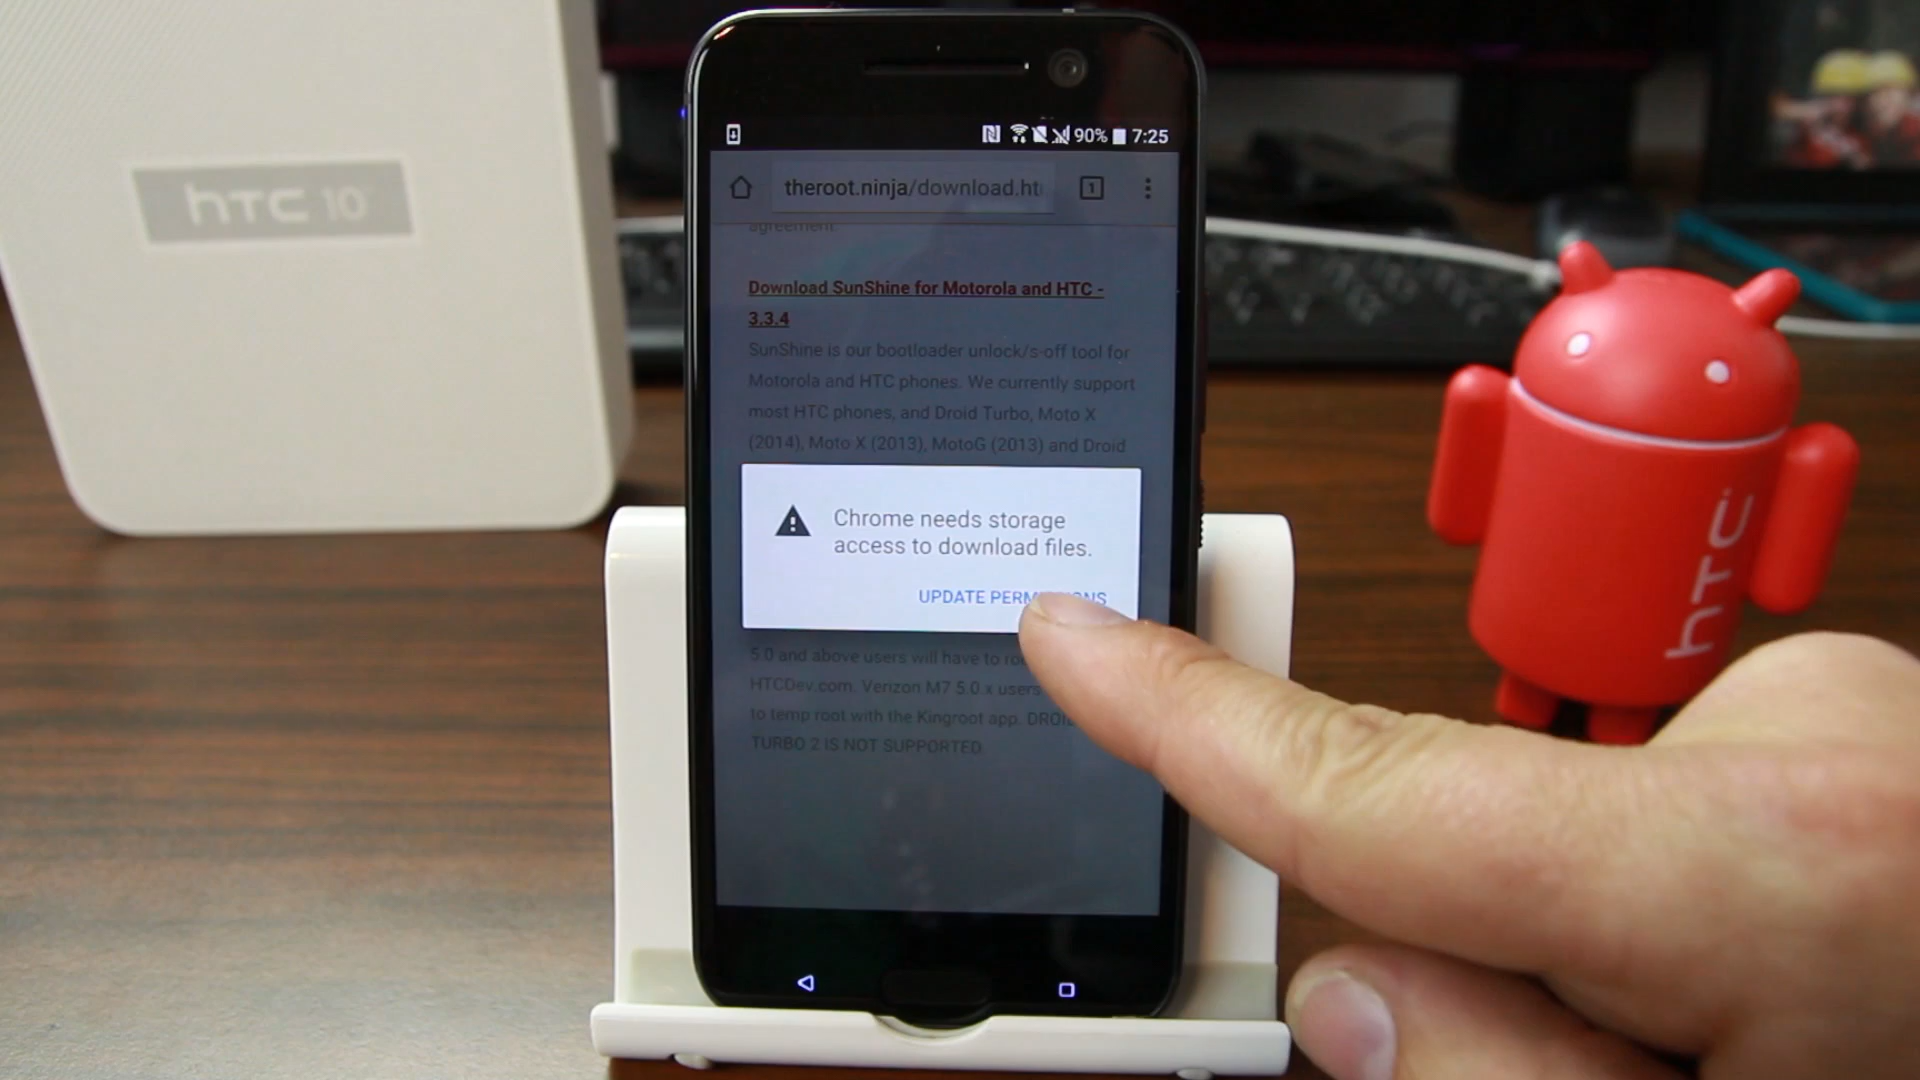 hTC 10
90% 7:25
theroot.ninja/download.ht
1
agreement.
Download SunShine for Motorola and HTC -
3.3.4
SunShine is our bootloader unlock/s-off tool for
Motorola and HTC phones. We currently support
most HTC phones, and Droid Turbo, Moto X
(2014), Moto X (2013), MotoG (2013) and Droid
Chrome needs storage
access to download files.
UPDATE
5.0 and above users will have to
HTCDev.com. Verizon M7 5.0.x users
to temp root with the Kingroot app.
TURBO 2 IS NOT SUPPORTED
hTC